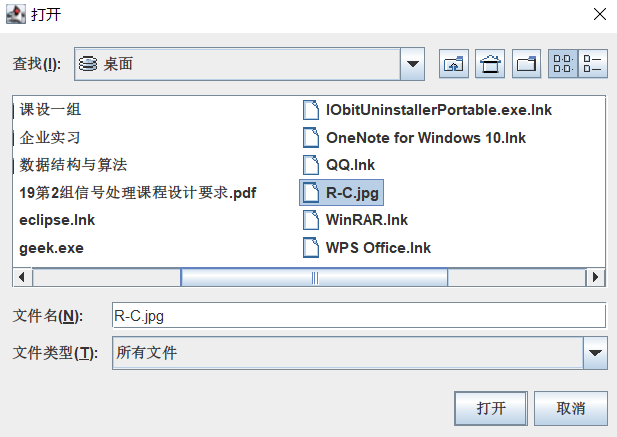 打开
查找(I): 桌面
课设一组
企业实习
数据结构与算法
19第2组信号处理课程设计要求.pdf
eclipse.lnk
geek.exe
IObitUninstallerPortable.exe.lnk
OneNote for Windows 10.lnk
QQ.lnk
R-C.jpg
WinRAR.lnk
WPS Office.lnk
文件名(N): R-C.jpg
文件类型(T): 所有文件
打开 取消